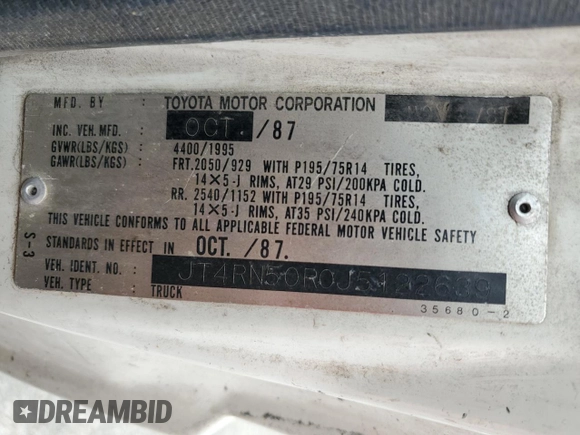 MFD. BY : TOYOTA MOTOR CORPORATION
INC. VEH. MFD. : OCT. /87
GVWR(LBS/KGS) : 4400/1995
GAWR(LBS/KGS) : FRT. 2050/929 WITH P195/75R14 TIRES,
14×5-J RIMS, AT29 PSI/200KPA COLD.
RR. 2540/1152 WITH P195/75R14 TIRES,
14×5-J RIMS, AT35 PSI/240KPA COLD.
THIS VEHICLE CONFORMS TO ALL APPLICABLE FEDERAL MOTOR VEHICLE SAFETY
STANDARDS IN EFFECT IN OCT. /87.
VEH. IDENT. NO. :
VEH. TYPE : TRUCK
S-3
35680-2
DREAMBID